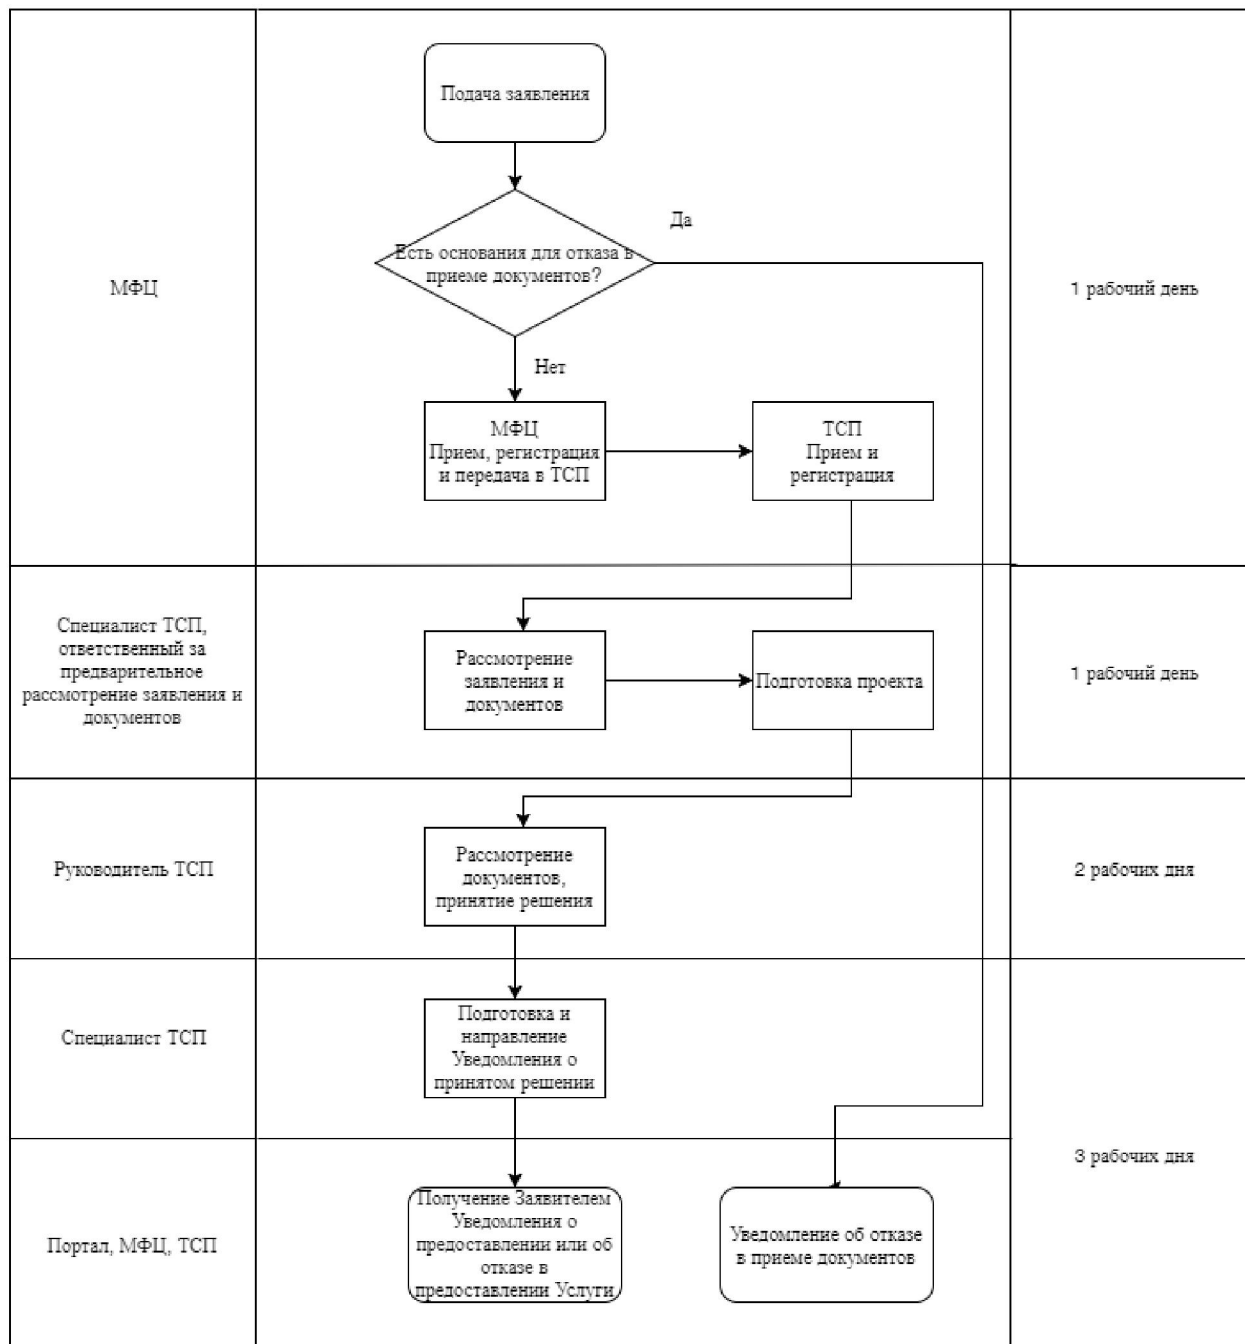 Подача заявления
Да
Есть основания для отказа в
приеме документов?
МФЦ
1 рабочий день
Нет
МФЦ
Прием, регистрация
и передача в ТСП
ТСП
Прием и
регистрация
Специалист ТСП,
ответственный за
предварительное
рассмотрение заявления и
документов
Рассмотрение
заявления и
документов
Подготовка проекта
1 рабочий день
Руководитель ТСП
Рассмотрение
документов,
принятие решения
2 рабочих дня
Специалист ТСП
Подготовка и
направление
Уведомления о
принятом решении
3 рабочих дня
Портал, МФЦ, ТСП
Получение Заявителем
Уведомления о
предоставлении или об
отказе в
предоставлении Услуги
Уведомление об отказе
в приеме документов